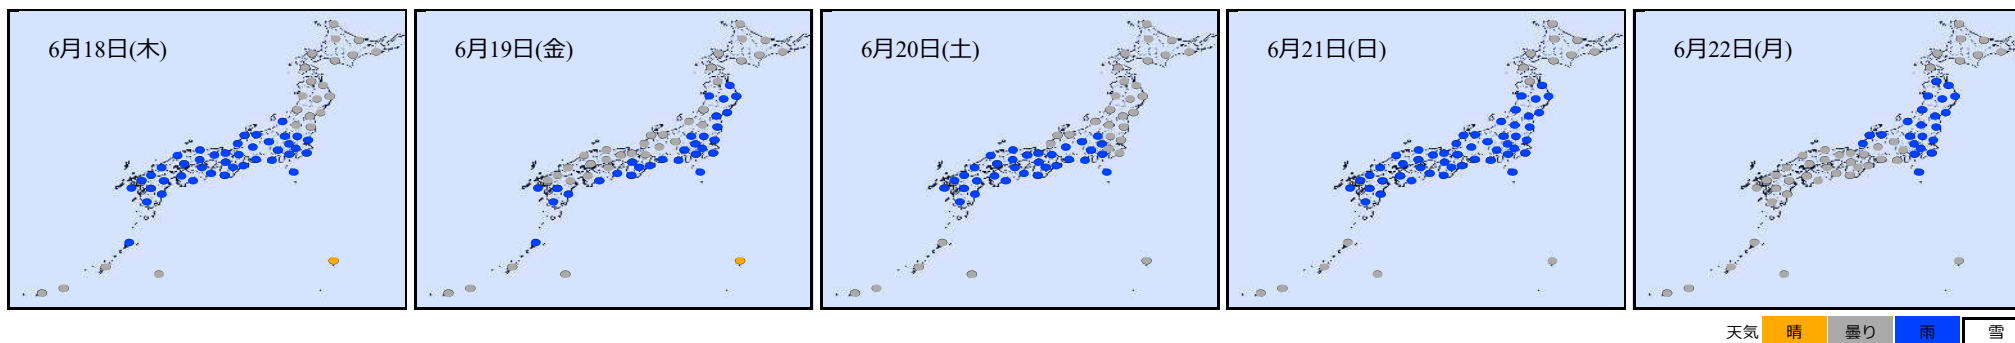 6月18日(木)
6月19日(金)
6月20日(土)
6月21日(日)
6月22日(月)
天気 晴 曇り 雨 雪